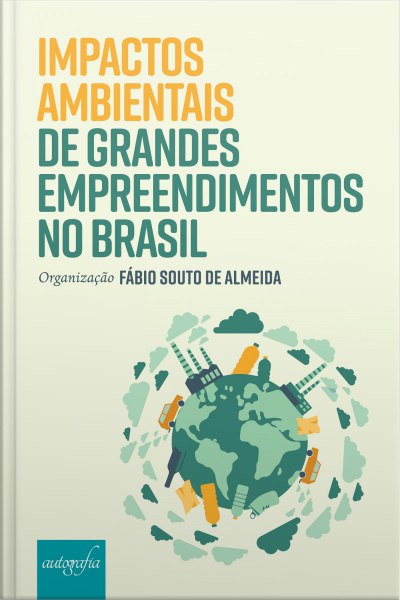 IMPACTOS
AMBIENTAIS
DE GRANDES
EMPREENDIMENTOS
NO BRASIL
Organização FÁBIO SOUTO DE ALMEIDA
autografia